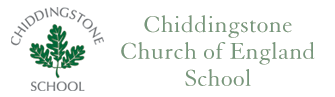 CHIDDINGSTONE
SCHOOL
Chiddingstone
Church of England
School